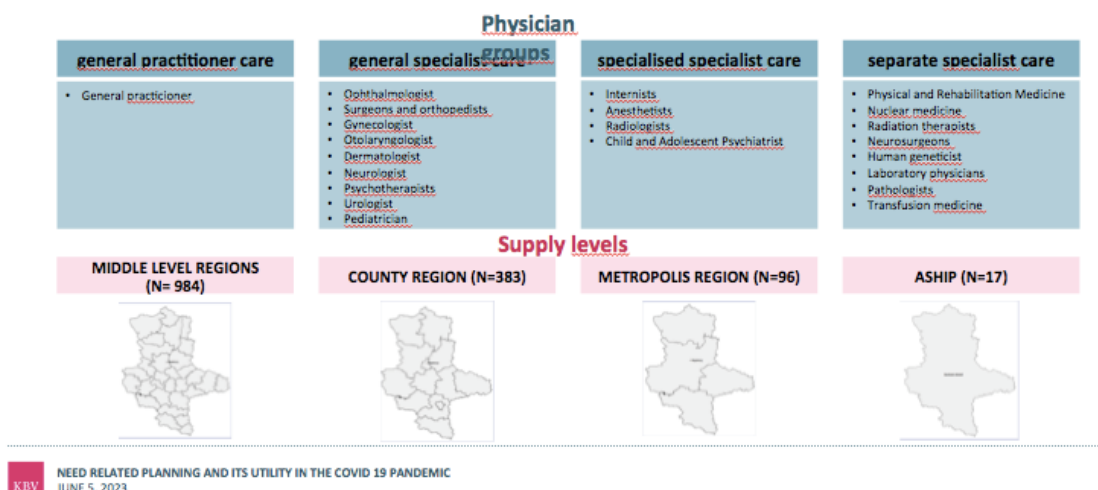 Physician
groups
general practitioner care
general specialist care
specialised specialist care
separate specialist care
• General practicioner
• Ophthalmologist
• Surgeons and orthopedists
• Gynecologist
• Otolaryngologist
• Dermatologist
• Neurologist
• Psychotherapists
• Urologist
• Pediatrician
• Internists
• Anesthetists
• Radiologists
• Child and Adolescent Psychiatrist
• Physical and Rehabilitation Medicine
• Nuclear medicine
• Radiation therapists
• Neurosurgeons
• Human geneticist
• Laboratory physicians
• Pathologists
• Transfusion medicine
Supply levels
MIDDLE LEVEL REGIONS
(N= 984)
COUNTY REGION (N=383)
METROPOLIS REGION (N=96)
ASHIP (N=17)
KBV
NEED RELATED PLANNING AND ITS UTILITY IN THE COVID 19 PANDEMIC
JUNE 5, 2023